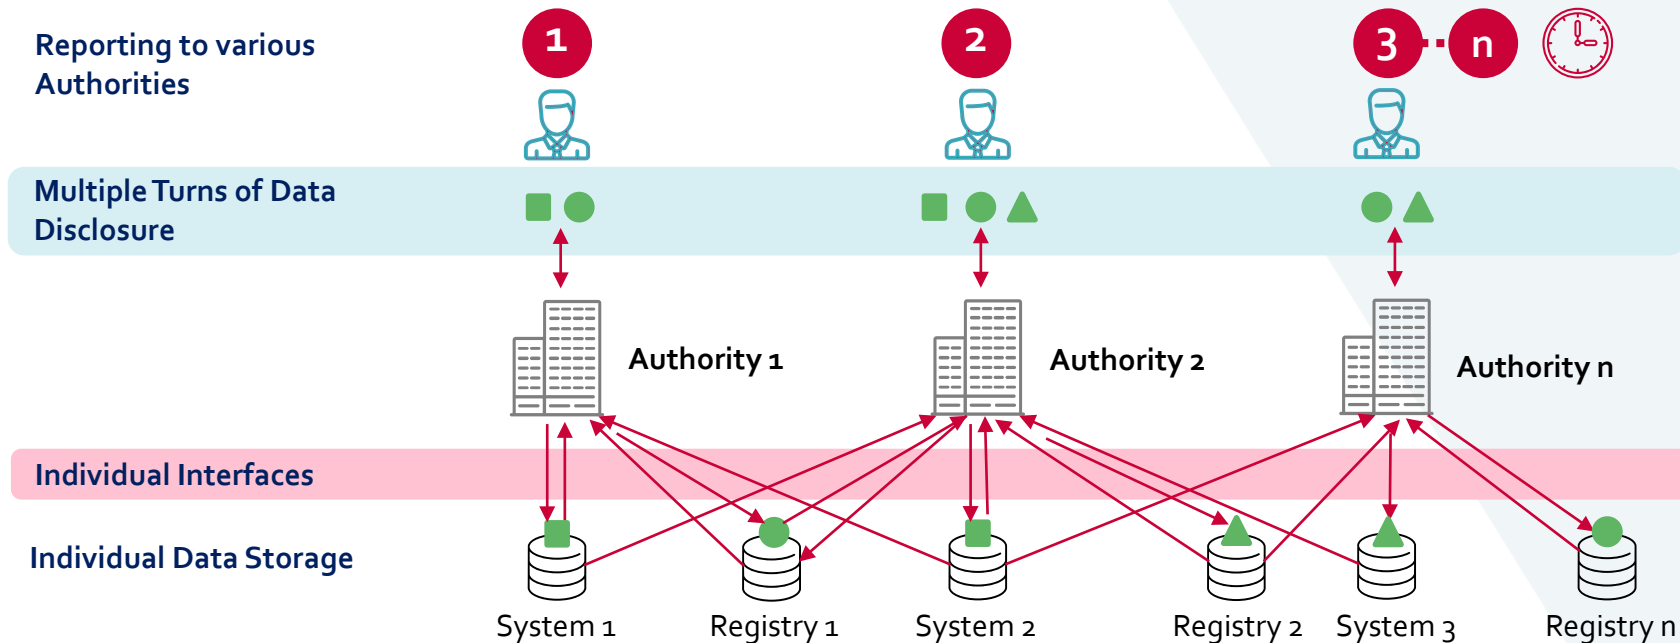 Reporting to various
Authorities
1
2
3
n
Multiple Turns of Data
Disclosure
Authority 1
Authority 2
Authority n
Individual Interfaces
Individual Data Storage
System 1
Registry 1
System 2
Registry 2
System 3
Registry n